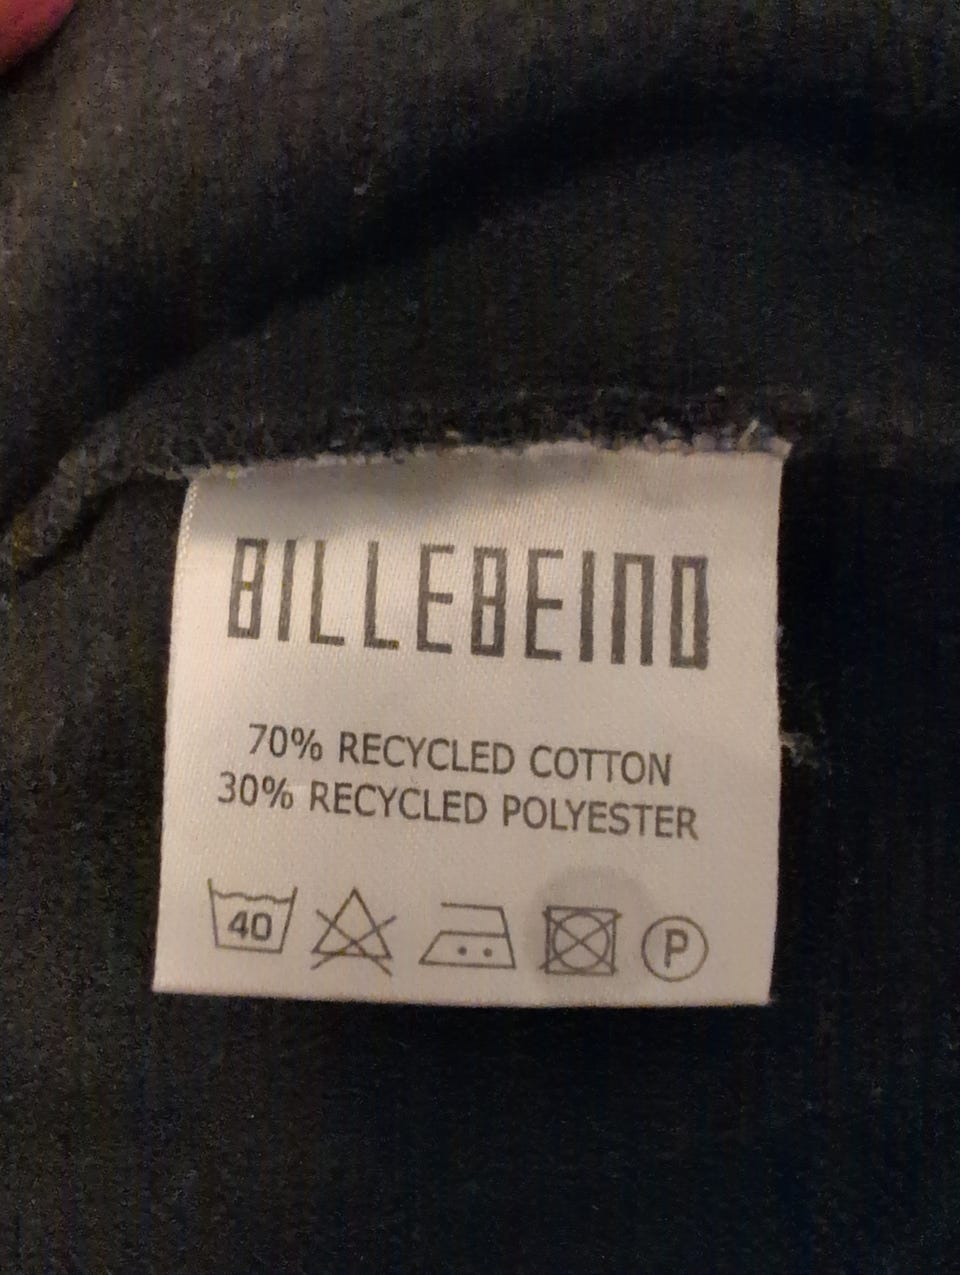 BILLEBEINO
70% RECYCLED COTTON
30% RECYCLED POLYESTER
40 P